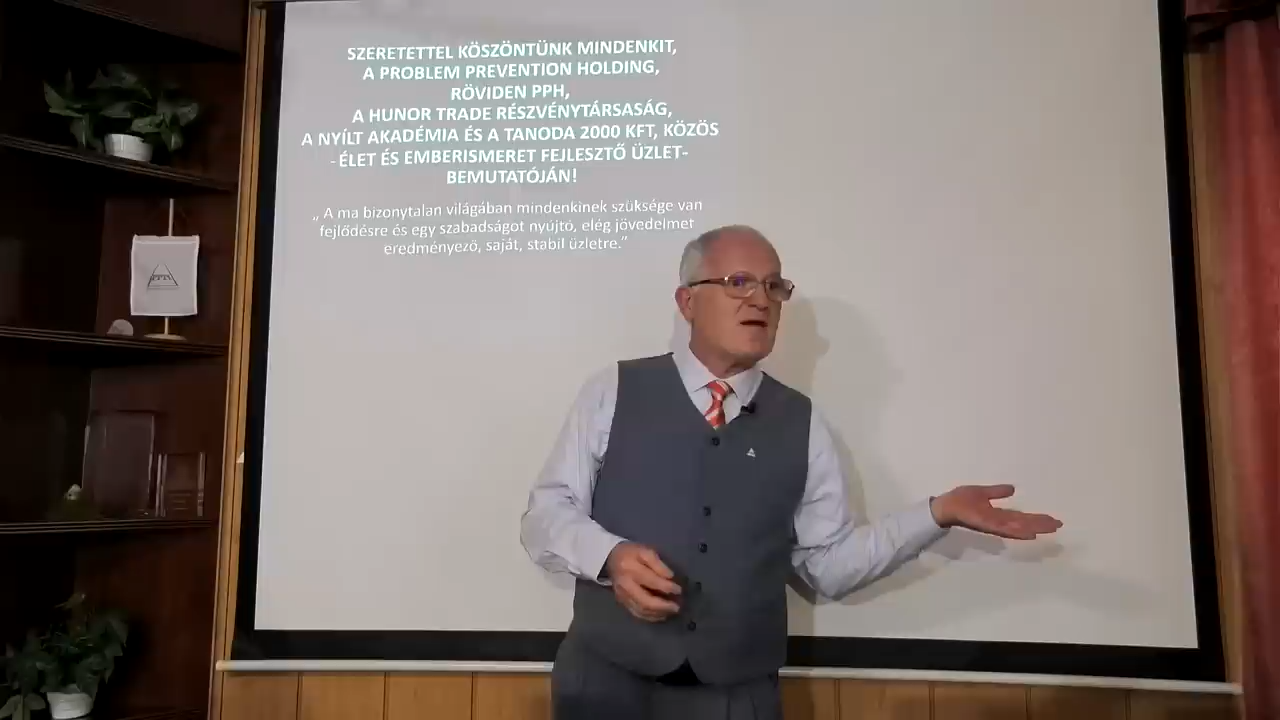 SZERETETTEL KÖSZÖNTÜNK MINDENKIT,
A PROBLEM PREVENTION HOLDING,
RÖVIDEN PPH,
A HUNOR TRADE RÉSZVÉNYTÁRSASÁG,
A NYÍLT AKADÉMIA ÉS A TANODA 2000 KFT, KÖZÖS
- ÉLET ÉS EMBERISMERET FEJLESZTŐ ÜZLET-
BEMUTATÓJÁN!
„ A ma bizonytalan világában mindenkinek szüksége van
fejlődésre és egy szabadságot nyújtó, elég jövedelmet
eredményező, saját, stabil üzletre.”